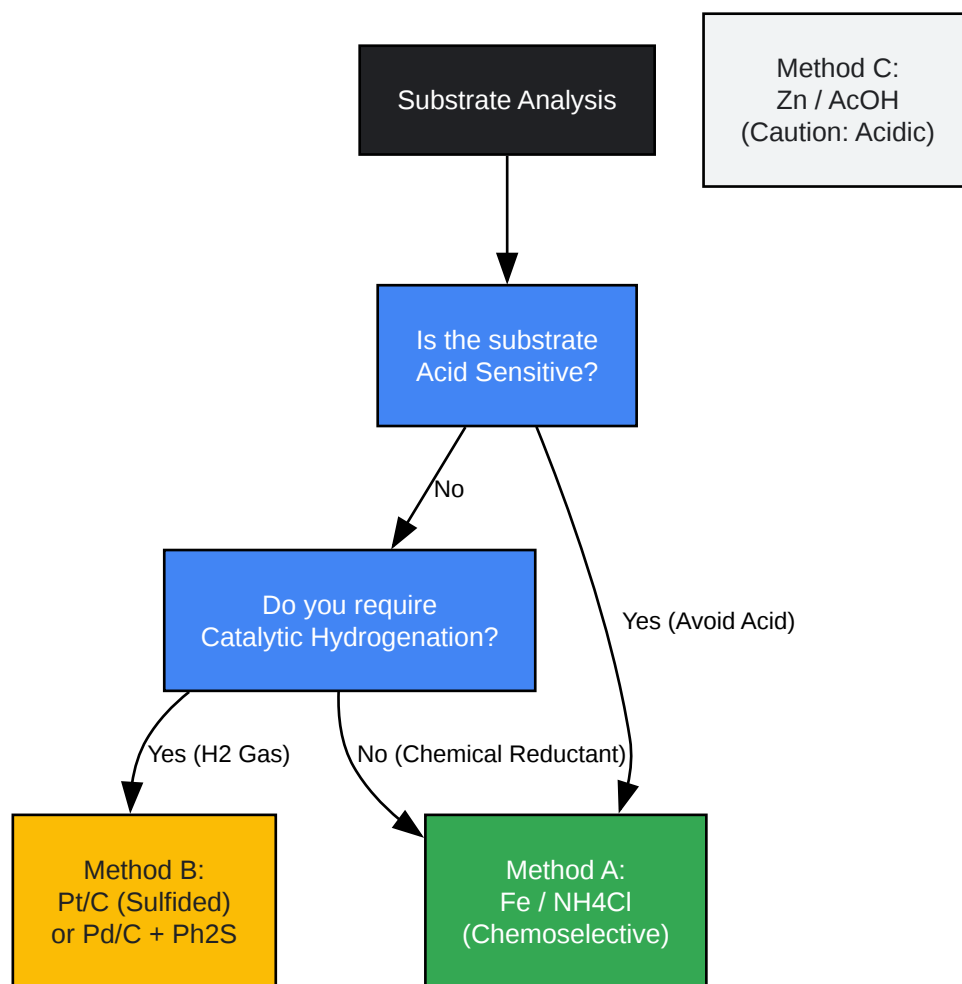 Substrate Analysis
Method C:
Zn / AcOH
(Caution: Acidic)
Is the substrate
Acid Sensitive?
No
Do you require
Catalytic Hydrogenation?
Yes (Avoid Acid)
Yes (H2 Gas)
No (Chemical Reductant)
Method B:
Pt/C (Sulfided)
or Pd/C + Ph2S
Method A:
Fe / NH4Cl
(Chemoselective)